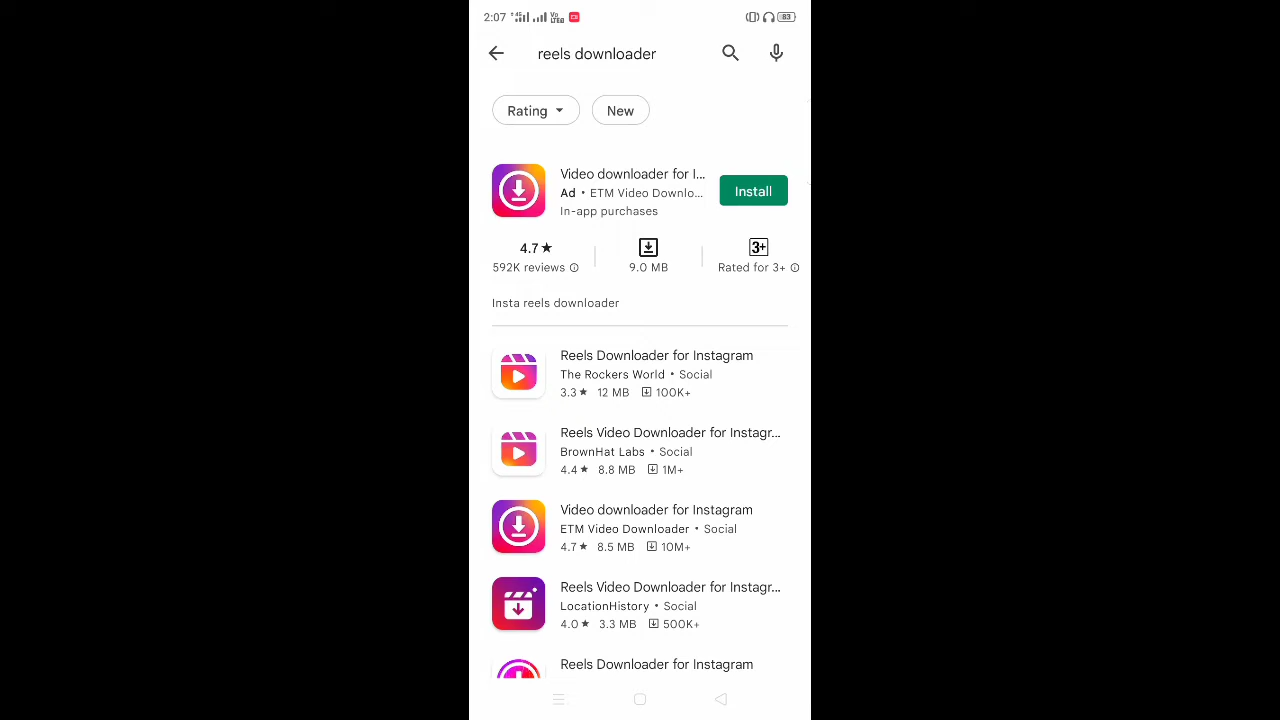 2:07 4G Vo LTE 83
reels downloader
Rating New
Video downloader for I...
Ad • ETM Video Downlo...
In-app purchases
Install
4.7★
592K reviews
9.0 MB
3+
Rated for 3+
Insta reels downloader
Reels Downloader for Instagram
The Rockers World • Social
3.3★ 12 MB 100K+
Reels Video Downloader for Instagr...
BrownHat Labs • Social
4.4★ 8.8 MB 1M+
Video downloader for Instagram
ETM Video Downloader • Social
4.7★ 8.5 MB 10M+
Reels Video Downloader for Instagr...
LocationHistory • Social
4.0★ 3.3 MB 500K+
Reels Downloader for Instagram